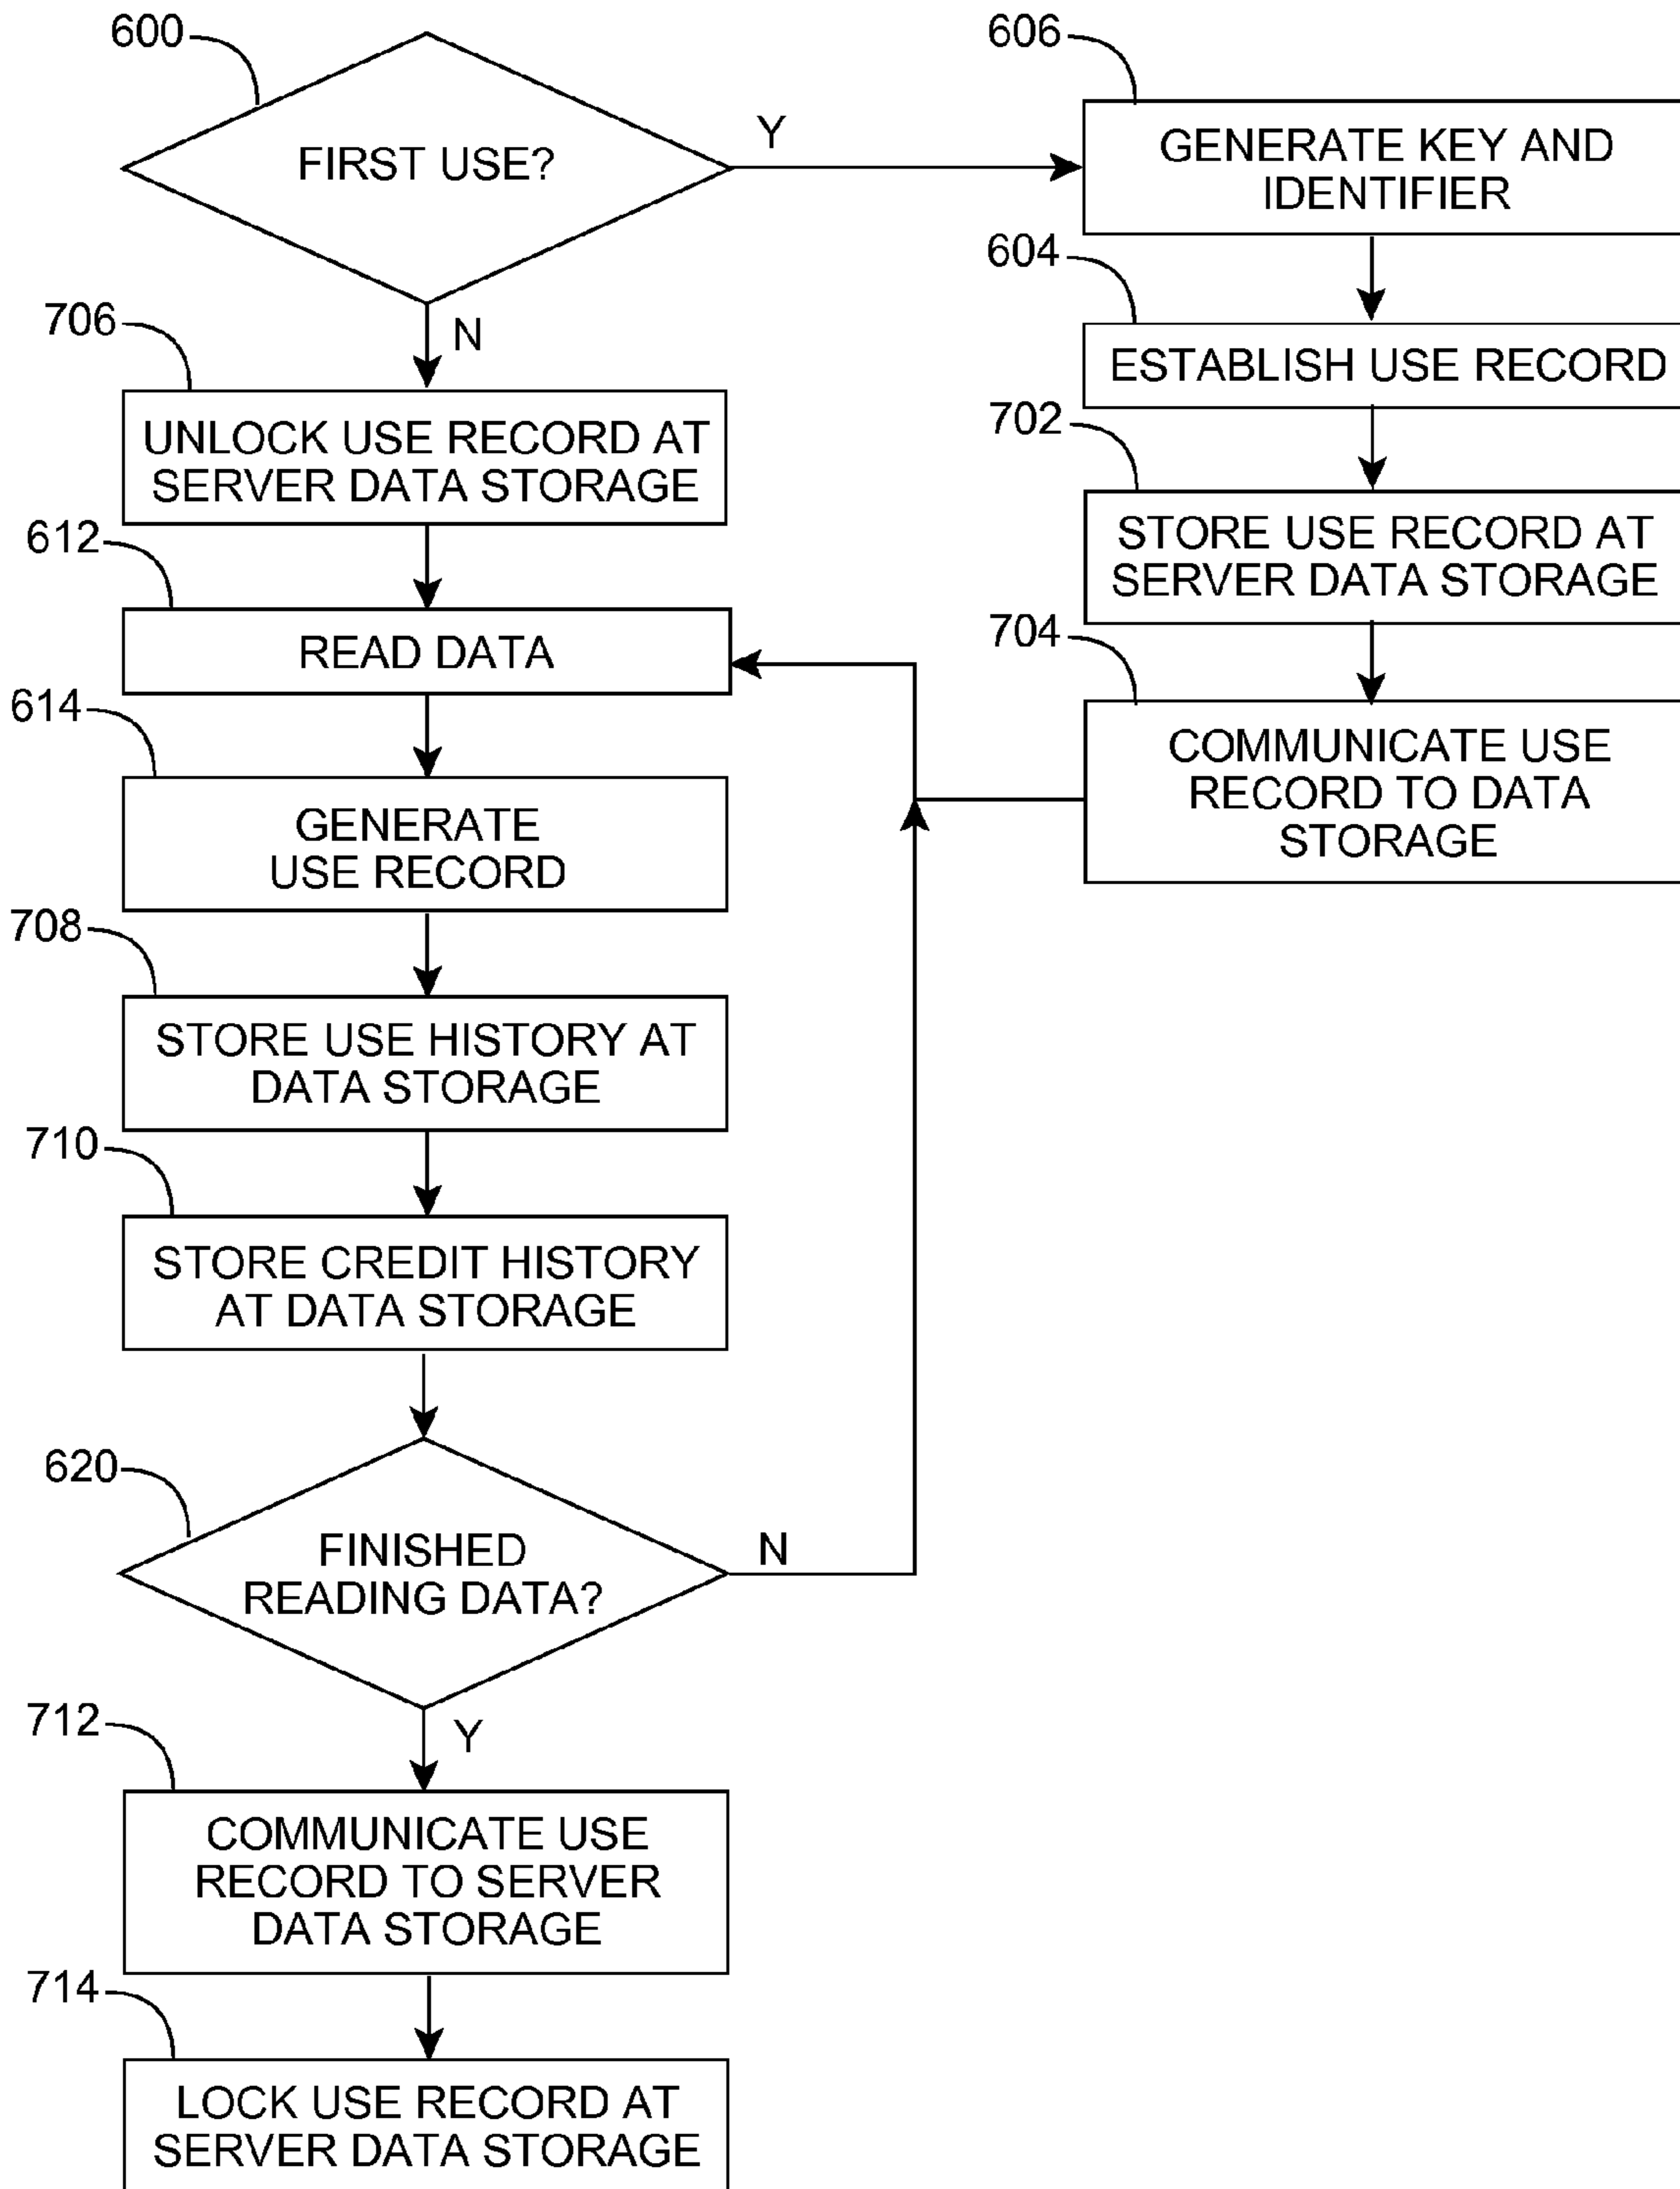 600
FIRST USE?
Y
N
606
GENERATE KEY AND
IDENTIFIER
604
ESTABLISH USE RECORD
702
STORE USE RECORD AT
SERVER DATA STORAGE
704
COMMUNICATE USE
RECORD TO DATA
STORAGE
706
UNLOCK USE RECORD AT
SERVER DATA STORAGE
612
READ DATA
614
GENERATE
USE RECORD
708
STORE USE HISTORY AT
DATA STORAGE
710
STORE CREDIT HISTORY
AT DATA STORAGE
620
FINISHED
READING DATA?
N
Y
712
COMMUNICATE USE
RECORD TO SERVER
DATA STORAGE
714
LOCK USE RECORD AT
SERVER DATA STORAGE